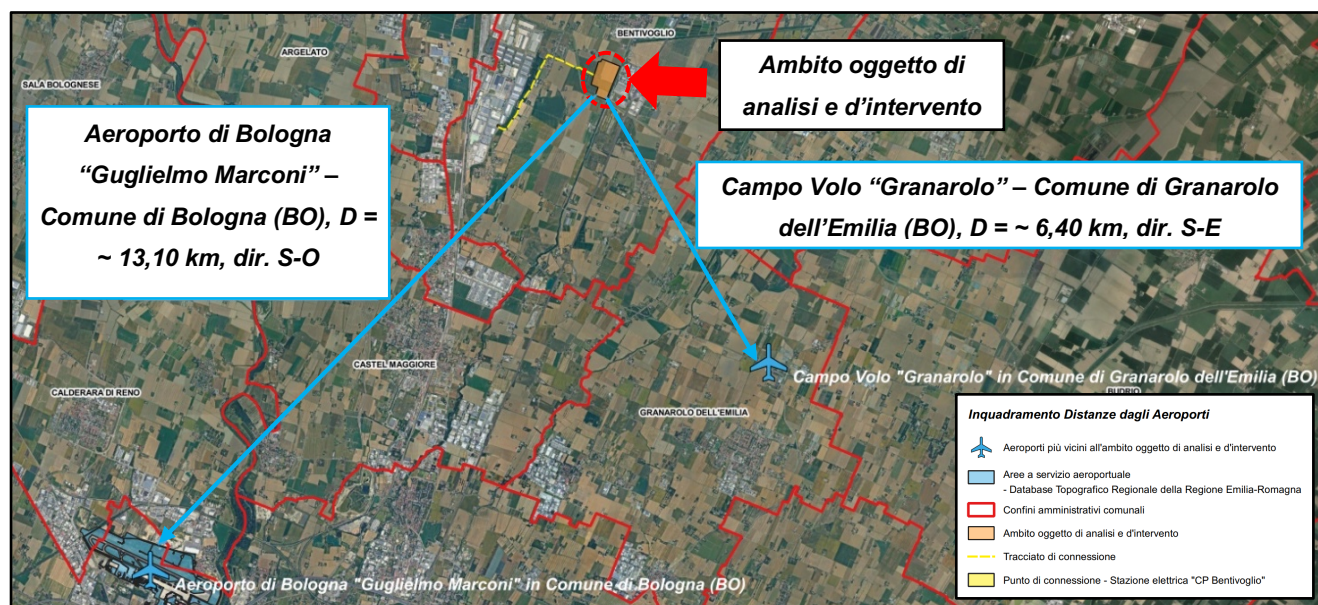 BENTIVOGLIO
ARGELATO
SALA BOLOGNESE
Ambito oggetto di
analisi e d'intervento
Aeroporto di Bologna
“Guglielmo Marconi” –
Comune di Bologna (BO), D =
~ 13,10 km, dir. S-O
Campo Volo “Granarolo” – Comune di Granarolo
dell’Emilia (BO), D = ~ 6,40 km, dir. S-E
CASTEL MAGGIORE
Campo Volo "Granarolo" in Comune di Granarolo dell'Emilia (BO)
CALDERARA DI RENO
BUDRIO
GRANAROLO DELL'EMILIA
Aeroporto di Bologna "Guglielmo Marconi" in Comune di Bologna (BO)
Inquadramento Distanze dagli Aeroporti
Aeroporti più vicini all'ambito oggetto di analisi e d'intervento
Aree a servizio aeroportuale
- Database Topografico Regionale della Regione Emilia-Romagna
Confini amministrativi comunali
Ambito oggetto di analisi e d'intervento
Tracciato di connessione
Punto di connessione - Stazione elettrica "CP Bentivoglio"